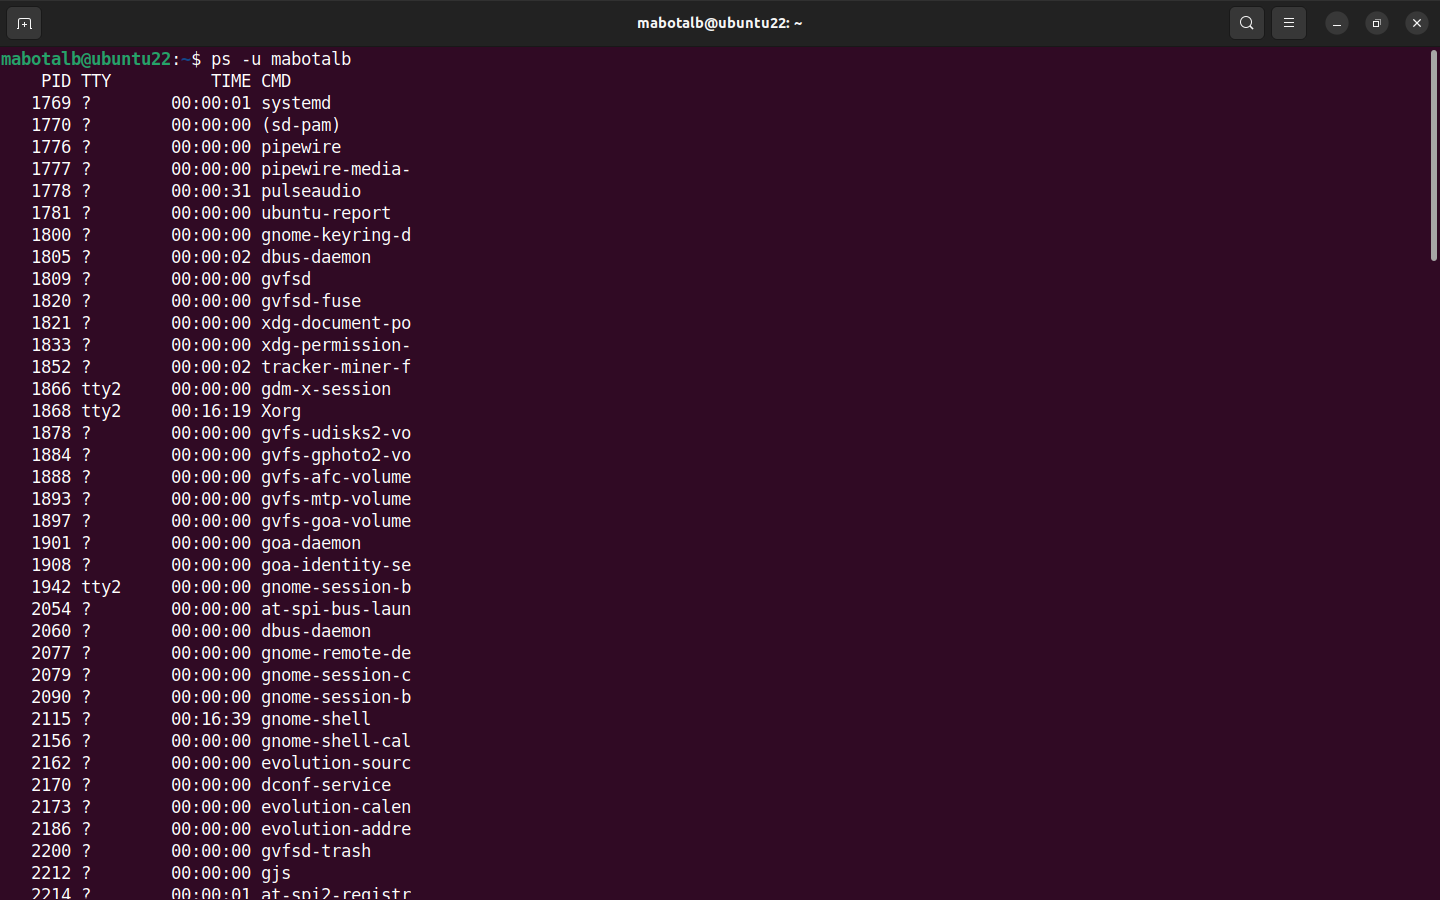 mabotalb@ubuntu22: ~
mabotalb@ubuntu22:~$ ps -u mabotalb
    PID TTY          TIME CMD
   1769 ?        00:00:01 systemd
   1770 ?        00:00:00 (sd-pam)
   1776 ?        00:00:00 pipewire
   1777 ?        00:00:00 pipewire-media-
   1778 ?        00:00:31 pulseaudio
   1781 ?        00:00:00 ubuntu-report
   1800 ?        00:00:00 gnome-keyring-d
   1805 ?        00:00:02 dbus-daemon
   1809 ?        00:00:00 gvfsd
   1820 ?        00:00:00 gvfsd-fuse
   1821 ?        00:00:00 xdg-document-po
   1833 ?        00:00:00 xdg-permission-
   1852 ?        00:00:02 tracker-miner-f
   1866 tty2     00:00:00 gdm-x-session
   1868 tty2     00:16:19 Xorg
   1878 ?        00:00:00 gvfs-udisks2-vo
   1884 ?        00:00:00 gvfs-gphoto2-vo
   1888 ?        00:00:00 gvfs-afc-volume
   1893 ?        00:00:00 gvfs-mtp-volume
   1897 ?        00:00:00 gvfs-goa-volume
   1901 ?        00:00:00 goa-daemon
   1908 ?        00:00:00 goa-identity-se
   1942 tty2     00:00:00 gnome-session-b
   2054 ?        00:00:00 at-spi-bus-laun
   2060 ?        00:00:00 dbus-daemon
   2077 ?        00:00:00 gnome-remote-de
   2079 ?        00:00:00 gnome-session-c
   2090 ?        00:00:00 gnome-session-b
   2115 ?        00:16:39 gnome-shell
   2156 ?        00:00:00 gnome-shell-cal
   2162 ?        00:00:00 evolution-sourc
   2170 ?        00:00:00 dconf-service
   2173 ?        00:00:00 evolution-calen
   2186 ?        00:00:00 evolution-addre
   2200 ?        00:00:00 gvfsd-trash
   2212 ?        00:00:00 gjs
   2214 ?        00:00:01 at-spi2-registr